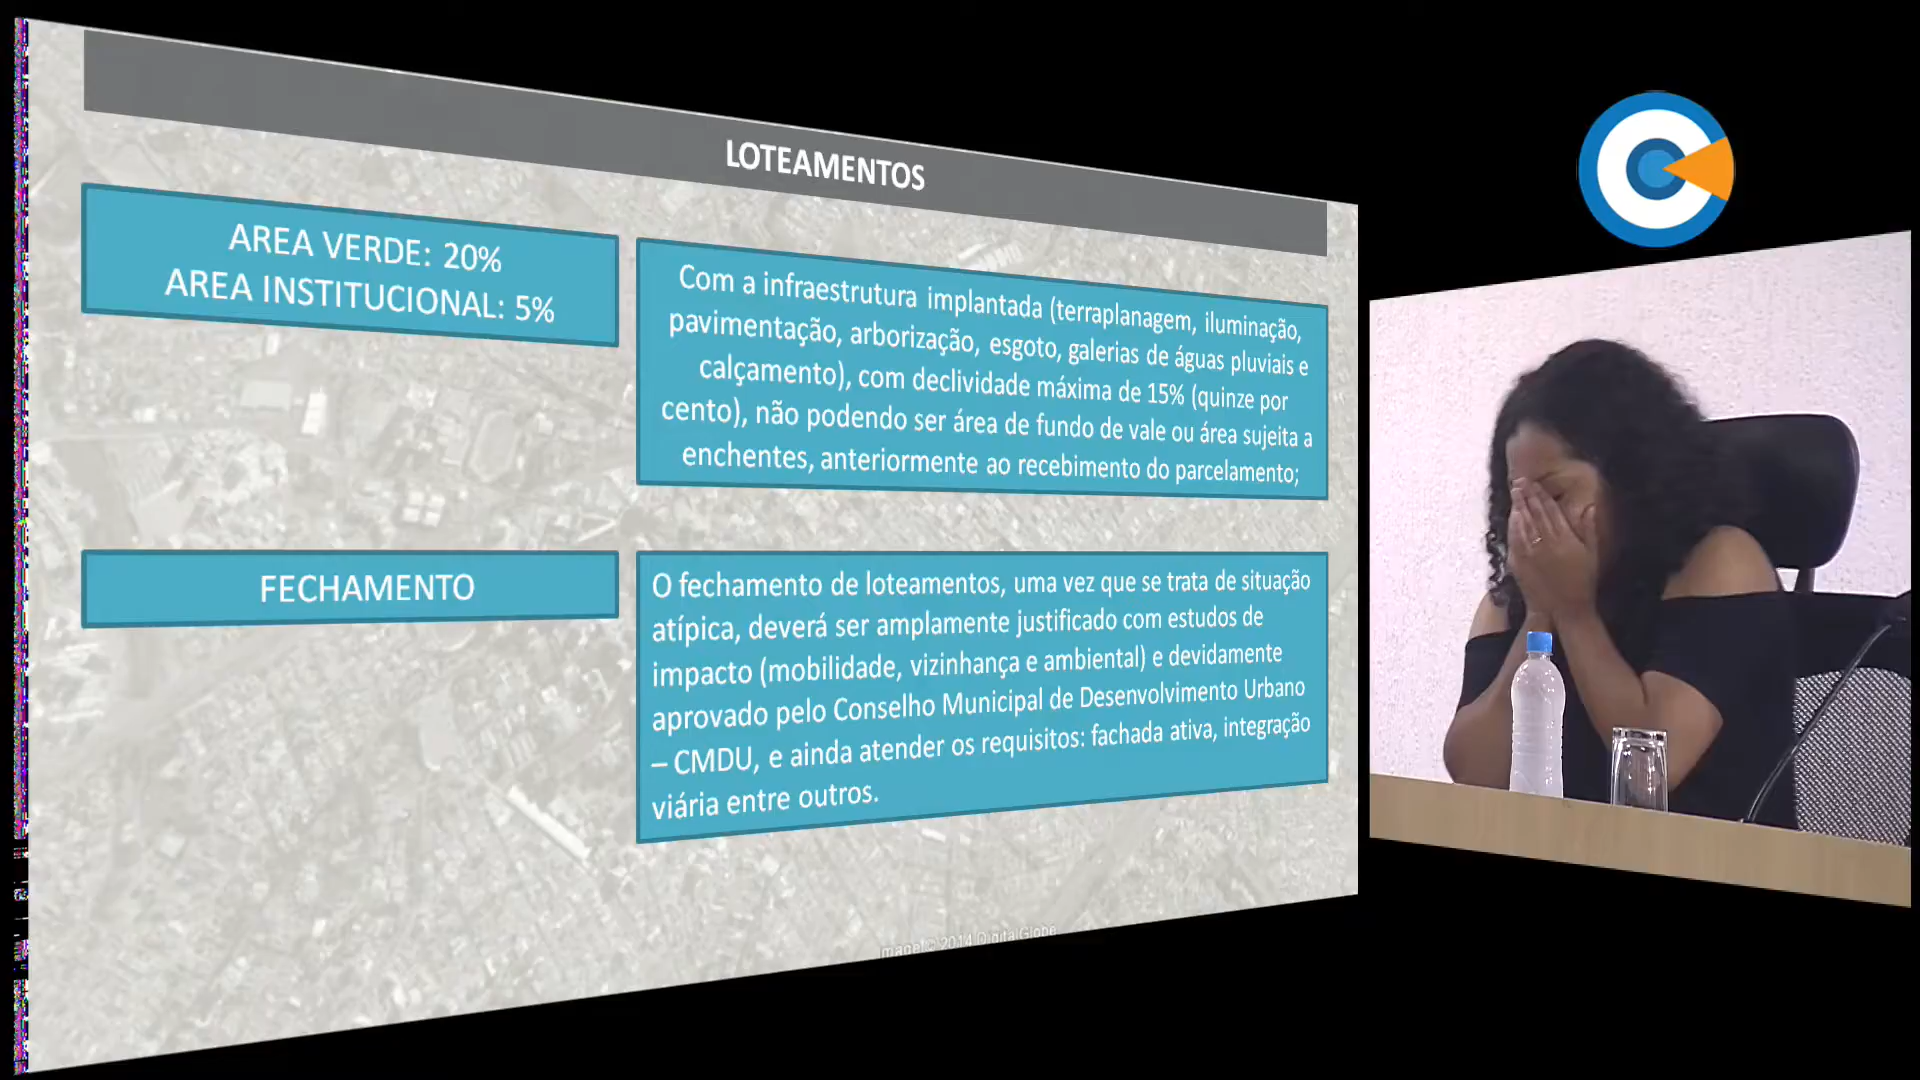 LOTEAMENTOS
AREA VERDE: 20%
AREA INSTITUCIONAL: 5%
Com a infraestrutura implantada (terraplanagem, iluminação,
pavimentação, arborização, esgoto, galerias de águas pluviais e
calçamento), com declividade máxima de 15% (quinze por
cento), não podendo ser área de fundo de vale ou área sujeita a
enchentes, anteriormente ao recebimento do parcelamento;
FECHAMENTO
O fechamento de loteamentos, uma vez que se trata de situação
atípica, deverá ser amplamente justificado com estudos de
impacto (mobilidade, vizinhança e ambiental) e devidamente
aprovado pelo Conselho Municipal de Desenvolvimento Urbano
– CMDU, e ainda atender os requisitos: fachada ativa, integração
viária entre outros.
Image © 2014 DigitalGlobe